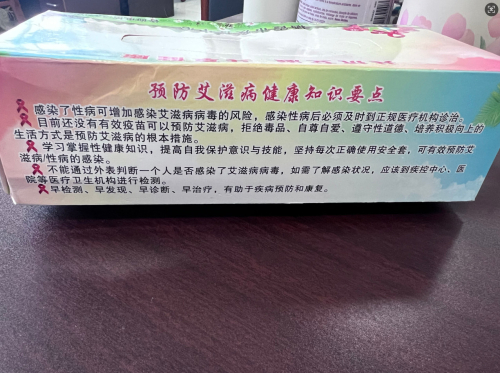 预防艾滋病健康知识要点
感染了性病可增加感染艾滋病病毒的风险，感染性病后必须及时到正规医疗机构诊治。
目前还没有有效疫苗可以预防艾滋病，拒绝毒品、自尊自爱、遵守性道德、培养积极向上的
生活方式是预防艾滋病的根本措施。
学习掌握性健康知识，提高自我保护意识与技能，坚持每次正确使用安全套，可有效预防艾
滋病/性病的感染。
不能通过外表判断一个人是否感染了艾滋病病毒，如需了解感染状况，应该到疾控中心、医
院等医疗卫生机构进行检测。
早检测、早发现、早诊断、早治疗，有助于疾病预防和康复。